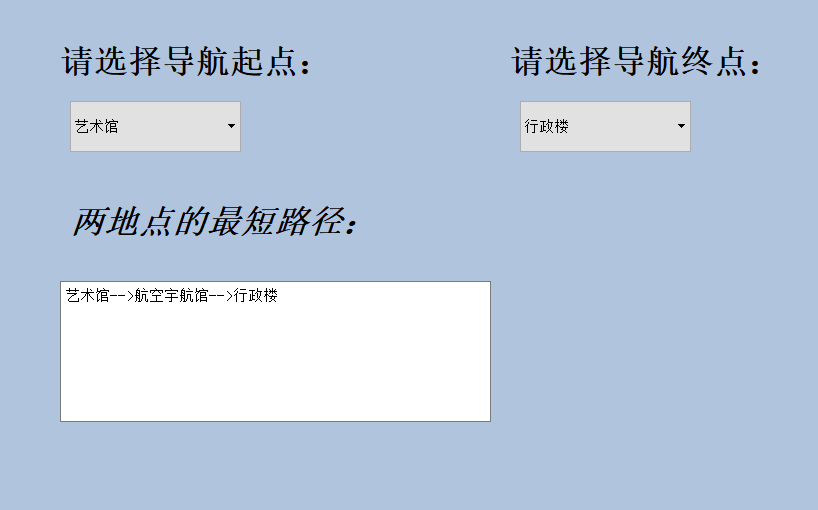 请选择导航起点：
请选择导航终点：
艺术馆
行政楼
两地点的最短路径：
艺术馆-->航空宇航馆-->行政楼